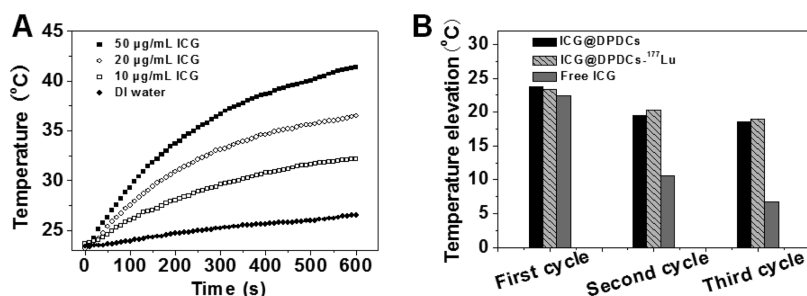 A
50 µg/mL ICG
20 µg/mL ICG
10 µg/mL ICG
DI water
Temperature (°C)
45
40
35
30
25
0 100 200 300 400 500 600
Time (s)
B
ICG@DPDCs
ICG@DPDCs-¹⁷⁷Lu
Free ICG
Temperature elevation (°C)
30
25
20
15
10
5
0
First cycle Second cycle Third cycle